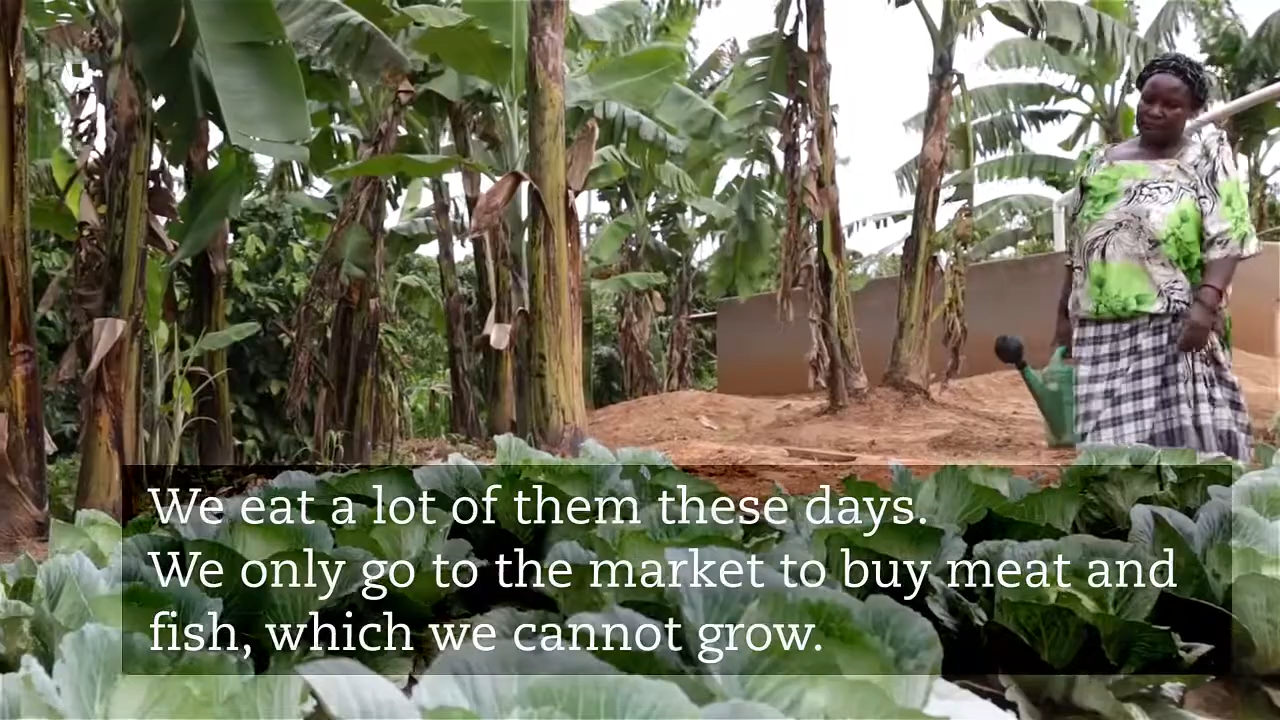 We eat a lot of them these days.
We only go to the market to buy meat and
fish, which we cannot grow.